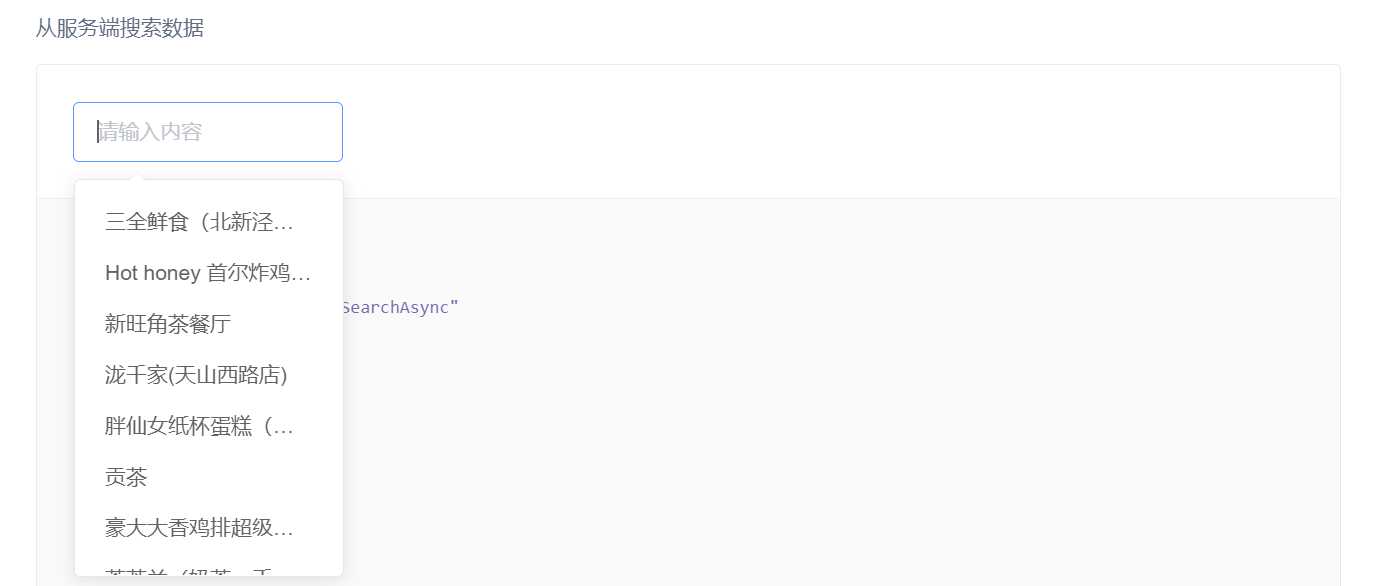 从服务端搜索数据
请输入内容
三全鲜食（北新泾…
Hot honey 首尔炸鸡…
新旺角茶餐厅
SearchAsync"
泷千家(天山西路店)
胖仙女纸杯蛋糕（…
贡茶
豪大大香鸡排超级…